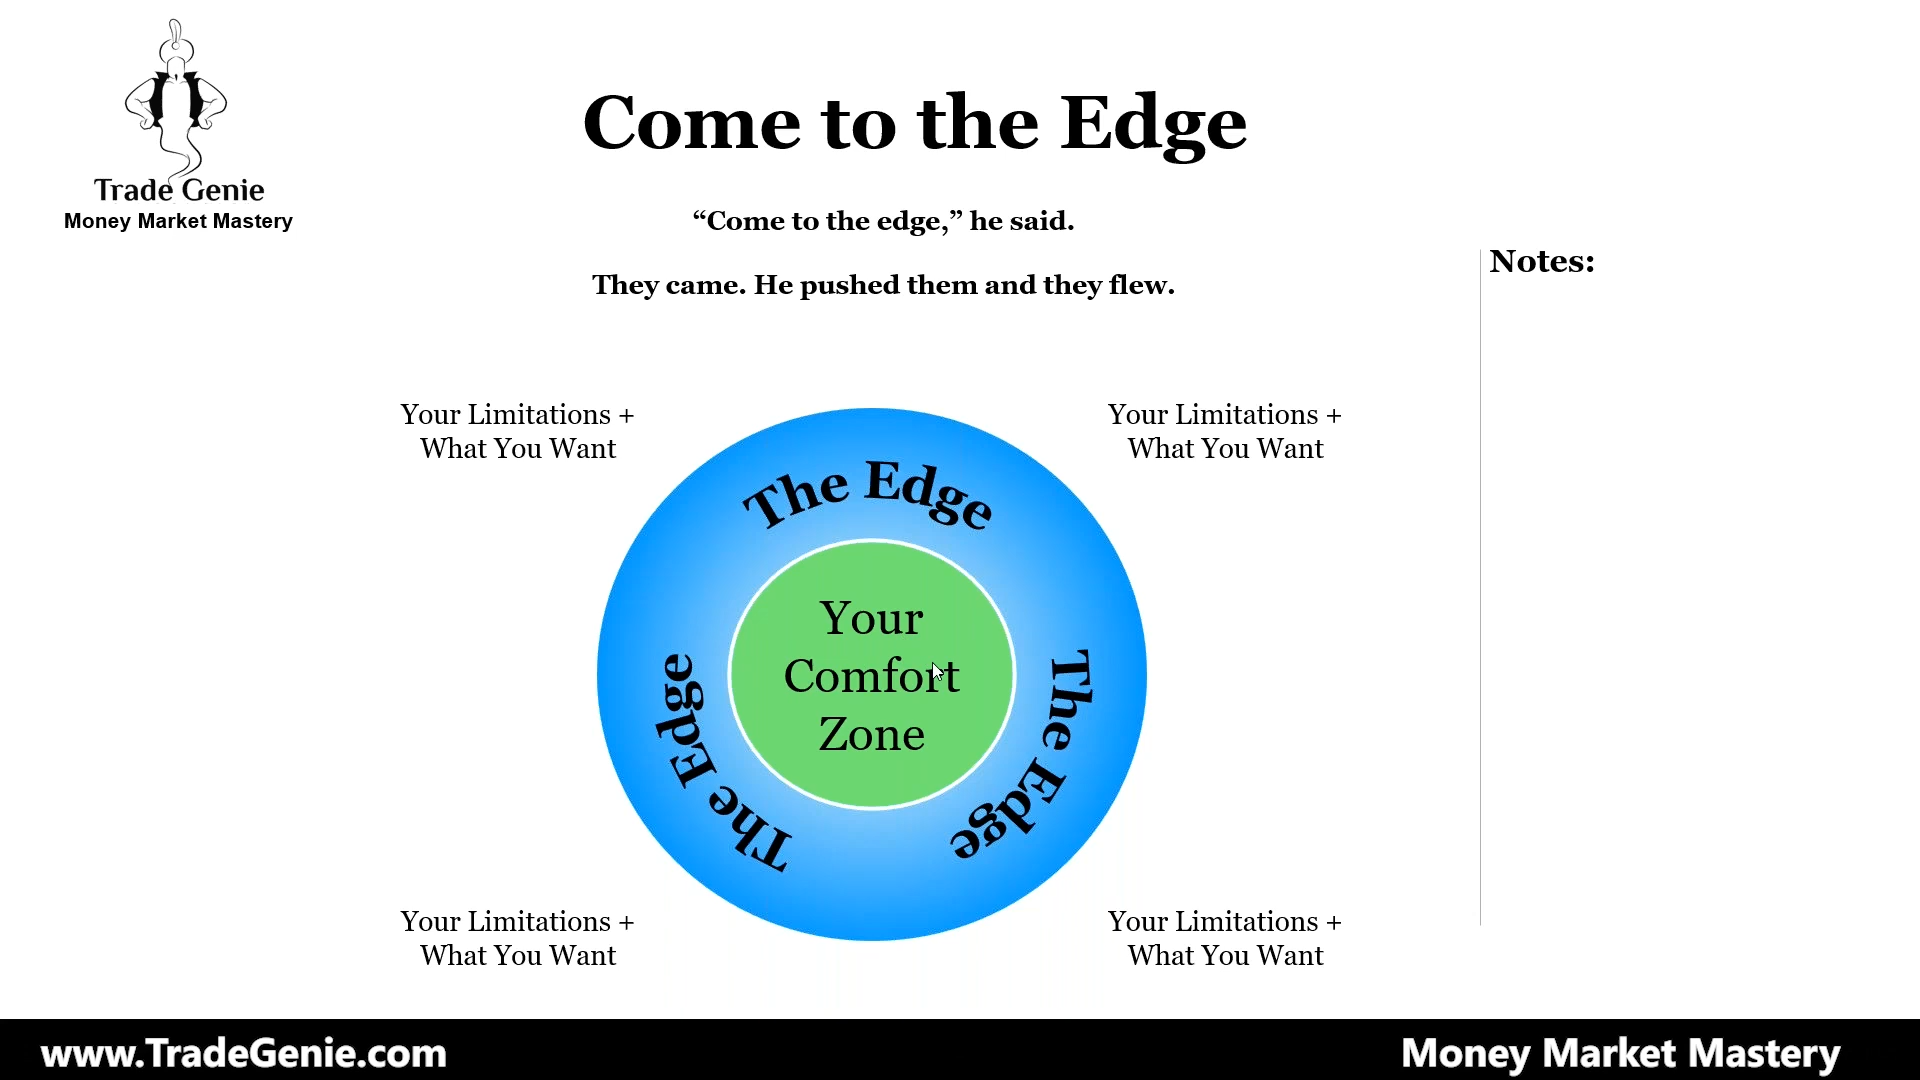 Trade Genie
Money Market Mastery
Come to the Edge
“Come to the edge,” he said.
They came. He pushed them and they flew.
Notes:
Your Limitations +
What You Want
Your Limitations +
What You Want
The Edge
The Edge
The Edge
Your
Comfort
Zone
Your Limitations +
What You Want
Your Limitations +
What You Want
www.TradeGenie.com
Money Market Mastery